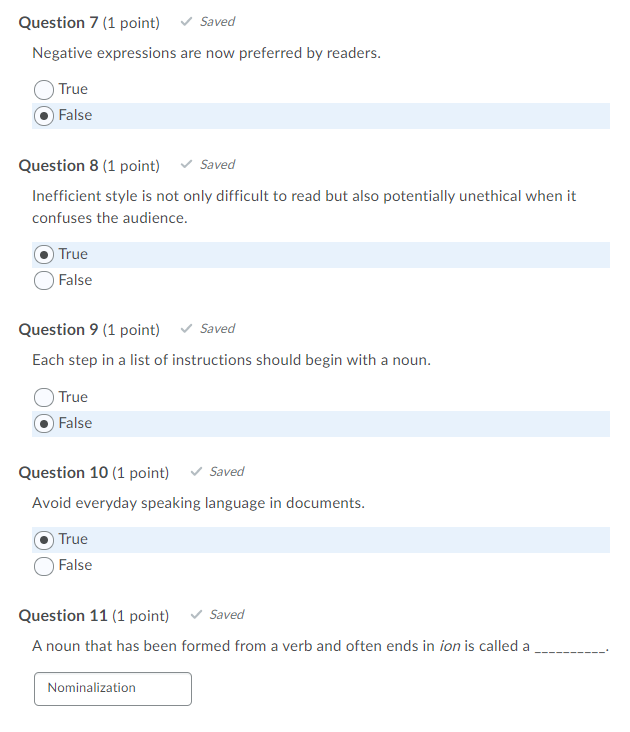 Question 7 (1 point) Saved
Negative expressions are now preferred by readers.
True
False
Question 8 (1 point) Saved
Inefficient style is not only difficult to read but also potentially unethical when it
confuses the audience.
True
False
Question 9 (1 point) Saved
Each step in a list of instructions should begin with a noun.
True
False
Question 10 (1 point) Saved
Avoid everyday speaking language in documents.
True
False
Question 11 (1 point) Saved
A noun that has been formed from a verb and often ends in ion is called a __________.
Nominalization